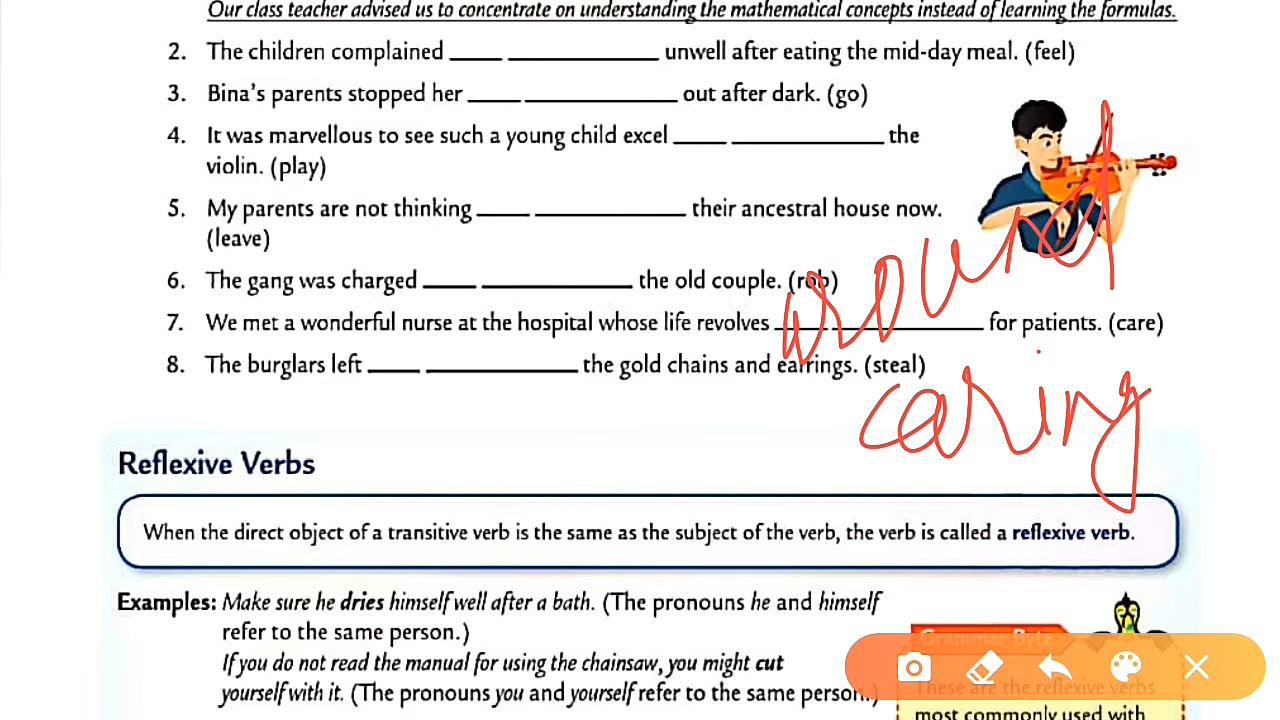 Our class teacher advised us to concentrate on understanding the mathematical concepts instead of learning the formulas.
2. The children complained ____ ____________ unwell after eating the mid-day meal. (feel)
3. Bina's parents stopped her ____ ____________ out after dark. (go)
4. It was marvellous to see such a young child excel ____ ____________ the
violin. (play)
5. My parents are not thinking ____ ____________ their ancestral house now.
(leave)
6. The gang was charged ____ ____________ the old couple. (rob)
7. We met a wonderful nurse at the hospital whose life revolves ____ ____________ for patients. (care)
around
8. The burglars left ____ ____________ the gold chains and earrings. (steal)
caring
Reflexive Verbs
When the direct object of a transitive verb is the same as the subject of the verb, the verb is called a reflexive verb.
Examples: Make sure he dries himself well after a bath. (The pronouns he and himself
refer to the same person.)
If you do not read the manual for using the chainsaw, you might cut
yourself with it. (The pronouns you and yourself refer to the same person.)
Grammar Byte
These are the reflexive verbs
most commonly used with